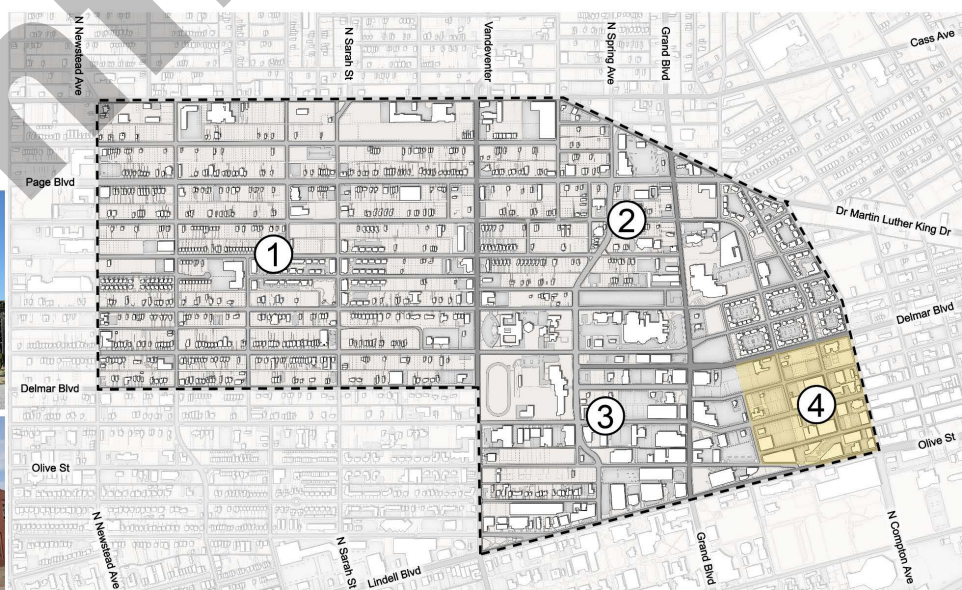 N Newstead Ave
N Sarah St
Vandeventer
N Spring Ave
Grand Blvd
Cass Ave
Page Blvd
Dr Martin Luther King Dr
1
2
Delmar Blvd
Delmar Blvd
3
4
Olive St
Olive St
N Newstead Ave
N Sarah St
Lindell Blvd
Grand Blvd
N Compton Ave